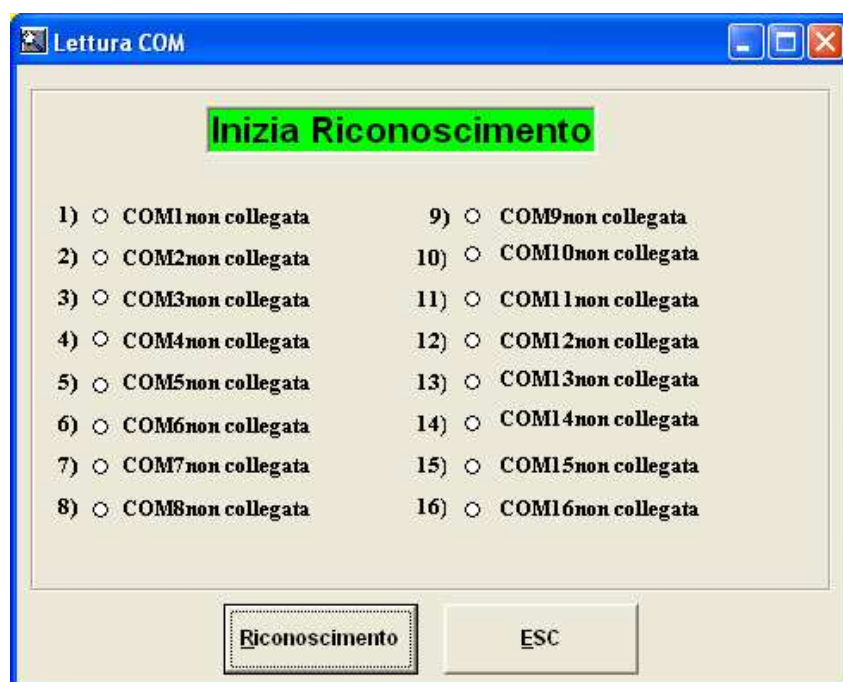 Lettura COM
Inizia Riconoscimento
1) COM1non collegata
2) COM2non collegata
3) COM3non collegata
4) COM4non collegata
5) COM5non collegata
6) COM6non collegata
7) COM7non collegata
8) COM8non collegata
9) COM9non collegata
10) COM10non collegata
11) COM11non collegata
12) COM12non collegata
13) COM13non collegata
14) COM14non collegata
15) COM15non collegata
16) COM16non collegata
Riconoscimento
ESC